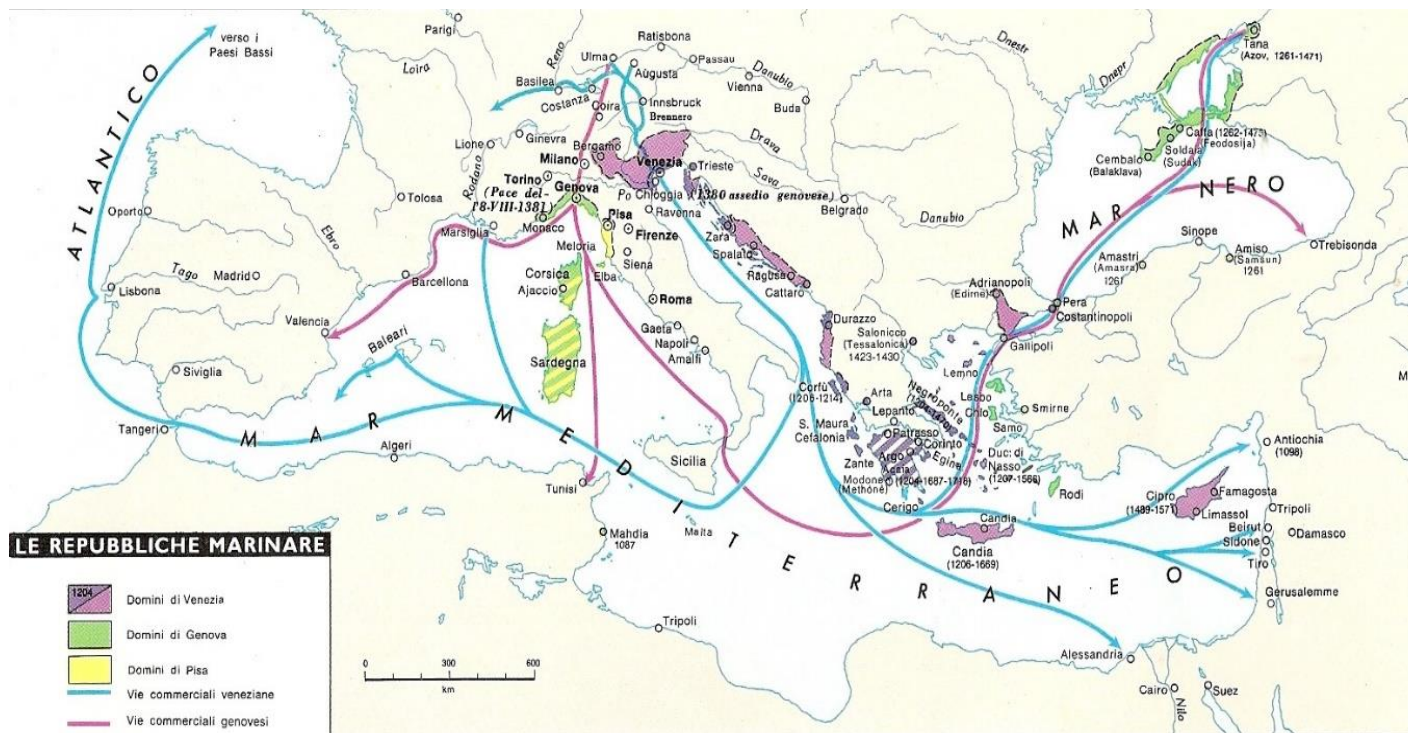 verso i
Paesi Bassi
Parigi
Loira
Reno
Ulma
Ratisbona
Augusta
Passau
Danubio
Vienna
Buda
Basilea
Costanza
Coira
Innsbruck
Brennero
Dnestr
Dnepr
Tana
(Azov, 1261-1471)
ATLANTICO
Lione
Ginevra
Bergamo
Milano
Venezia
Trieste
Drava
Sava
Caffa (1262-1475)
(Feodosija)
Soldaia
(Sudak)
Cembalo
(Balaklava)
Rodano
Torino
(Pace del-
l'8-VIII-1381)
Genova
Po
Chioggia
(1380 assedio genovese)
Ravenna
Belgrado
Danubio
MAR NERO
Tolosa
Oporto
Ebro
Marsiglia
Monaco
Pisa
Firenze
Meloria
Siena
Elba
Zara
Spalato
Ragusa
Cattaro
Sinope
Trebisonda
Amastri
(Amasra)
1261
Amiso
(Samsun)
1261
Tago
Madrid
Lisbona
Barcellona
Corsica
Ajaccio
Roma
Adrianopoli
(Edirne)
Pera
Costantinopoli
Valencia
Baleari
Gaeta
Napoli
Amalfi
Durazzo
Salonicco
(Tessalonica)
1423-1430
Gallipoli
Sardegna
Siviglia
Lemno
Corfù
(1206-1214)
Arta
Negroponte
Lesbo
Chio
Smirne
Lepanto
S. Maura
Cefalonia
Patrasso
Corinto
Samo
Tangeri
MAR MEDITERRANEO
Algeri
Sicilia
Argo
Egine
Duc. di
Nasso
(1207-1566)
Antiochia
(1098)
Zante
Acaia
(1204-1687-1718)
Modone
(Methōnē)
Rodi
Cipro
(1489-1571)
Famagosta
Limassol
Tunisi
Cerigo
Tripoli
Malta
Mahdia
1087
Candia
Candia
(1206-1669)
Beirut
Sidone
Tiro
Damasco
Gerusalemme
LE REPUBBLICHE MARINARE
1204
Domini di Venezia
Domini di Genova
Domini di Pisa
Vie commerciali veneziane
Vie commerciali genovesi
0 300 600
km
Tripoli
Alessandria
Cairo
Nilo
Suez
M